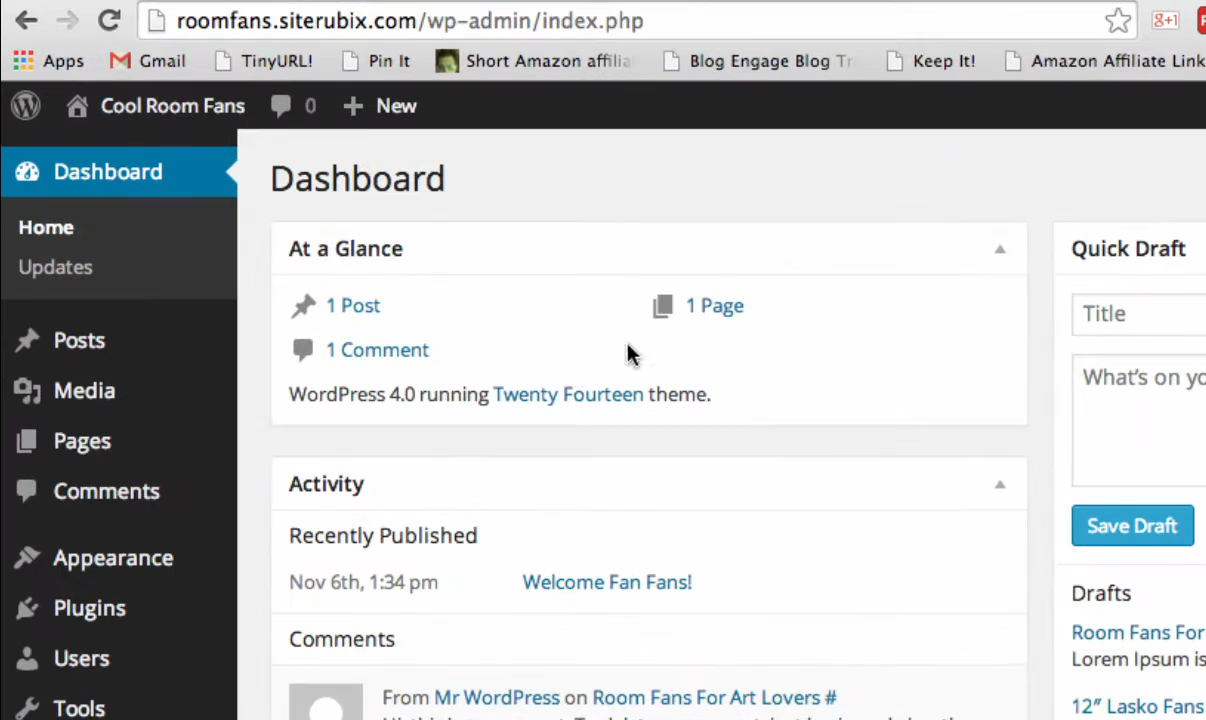 roomfans.siterubix.com/wp-admin/index.php
g+1
Apps Gmail TinyURL! Pin It Short Amazon affilia Blog Engage Blog Tr Keep It! Amazon Affiliate Link
Cool Room Fans 0 + New
Dashboard
Home
Updates
Posts
Media
Pages
Comments
Appearance
Plugins
Users
Tools
Dashboard
At a Glance
1 Post 1 Page
1 Comment
WordPress 4.0 running Twenty Fourteen theme.
Activity
Recently Published
Nov 6th, 1:34 pm Welcome Fan Fans!
Comments
From Mr WordPress on Room Fans For Art Lovers #
Quick Draft
Title
What's on yo
Save Draft
Drafts
Room Fans For
Lorem Ipsum is
12″ Lasko Fans